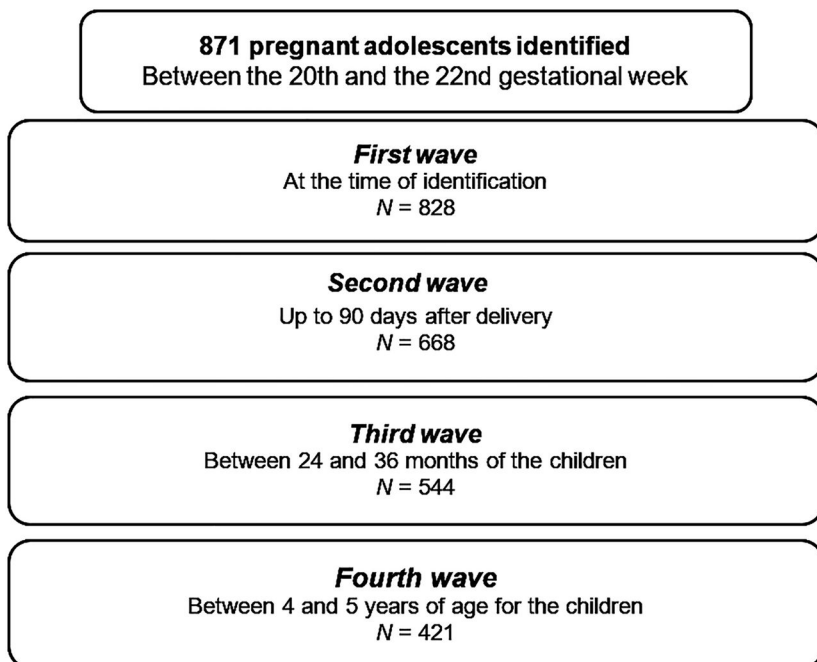 871 pregnant adolescents identified
Between the 20th and the 22nd gestational week
First wave
At the time of identification
N = 828
Second wave
Up to 90 days after delivery
N = 668
Third wave
Between 24 and 36 months of the children
N = 544
Fourth wave
Between 4 and 5 years of age for the children
N = 421